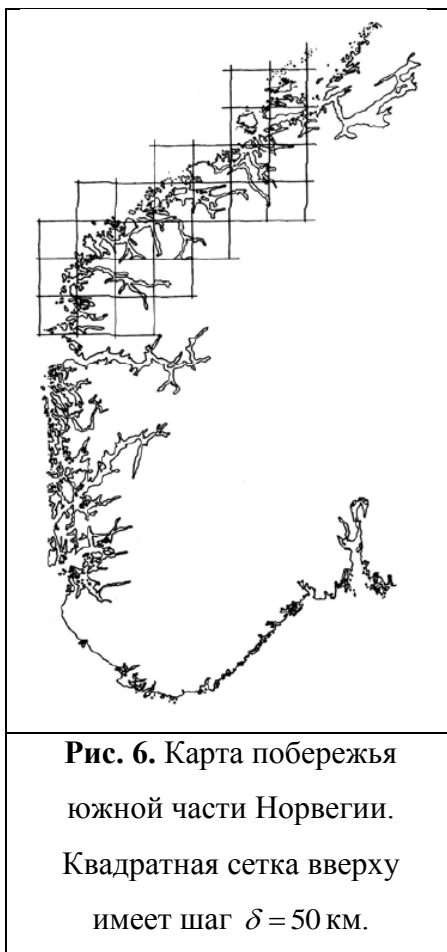 Рис. 6. Карта побережья
южной части Норвегии.
Квадратная сетка вверху
имеет шаг δ = 50 км.